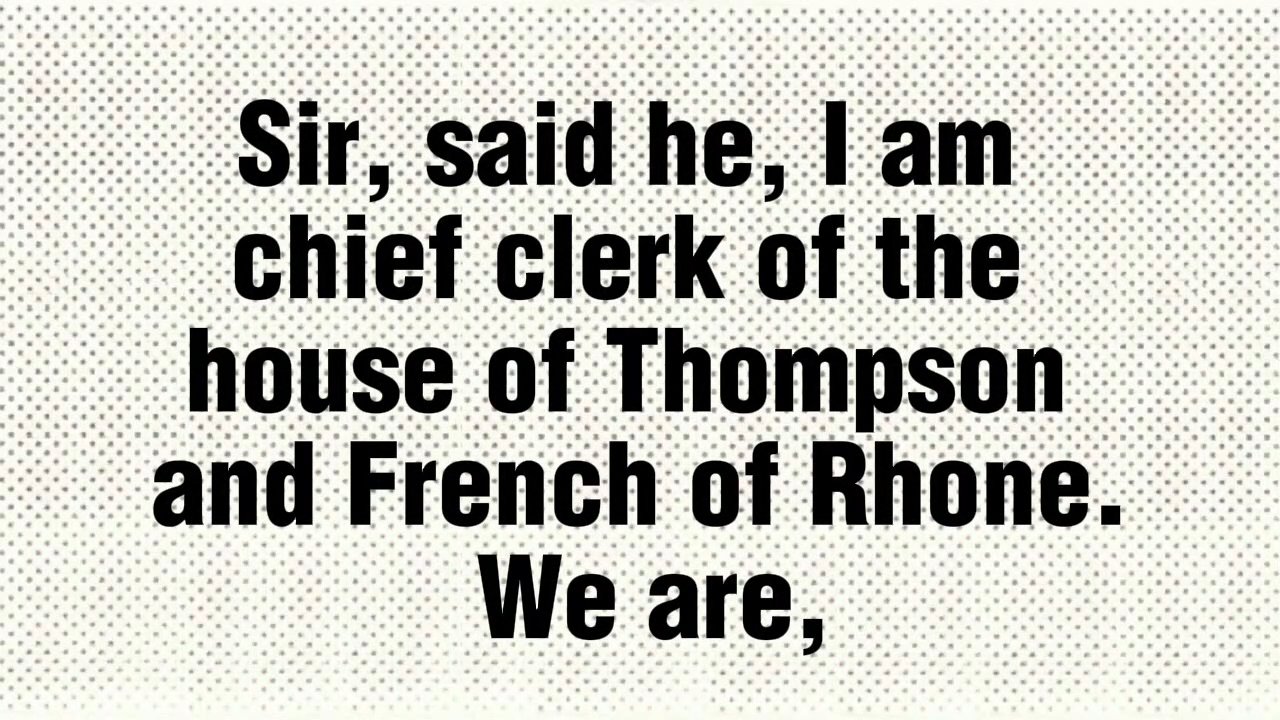 Sir, said he, I am
chief clerk of the
house of Thompson
and French of Rhone.
We are,